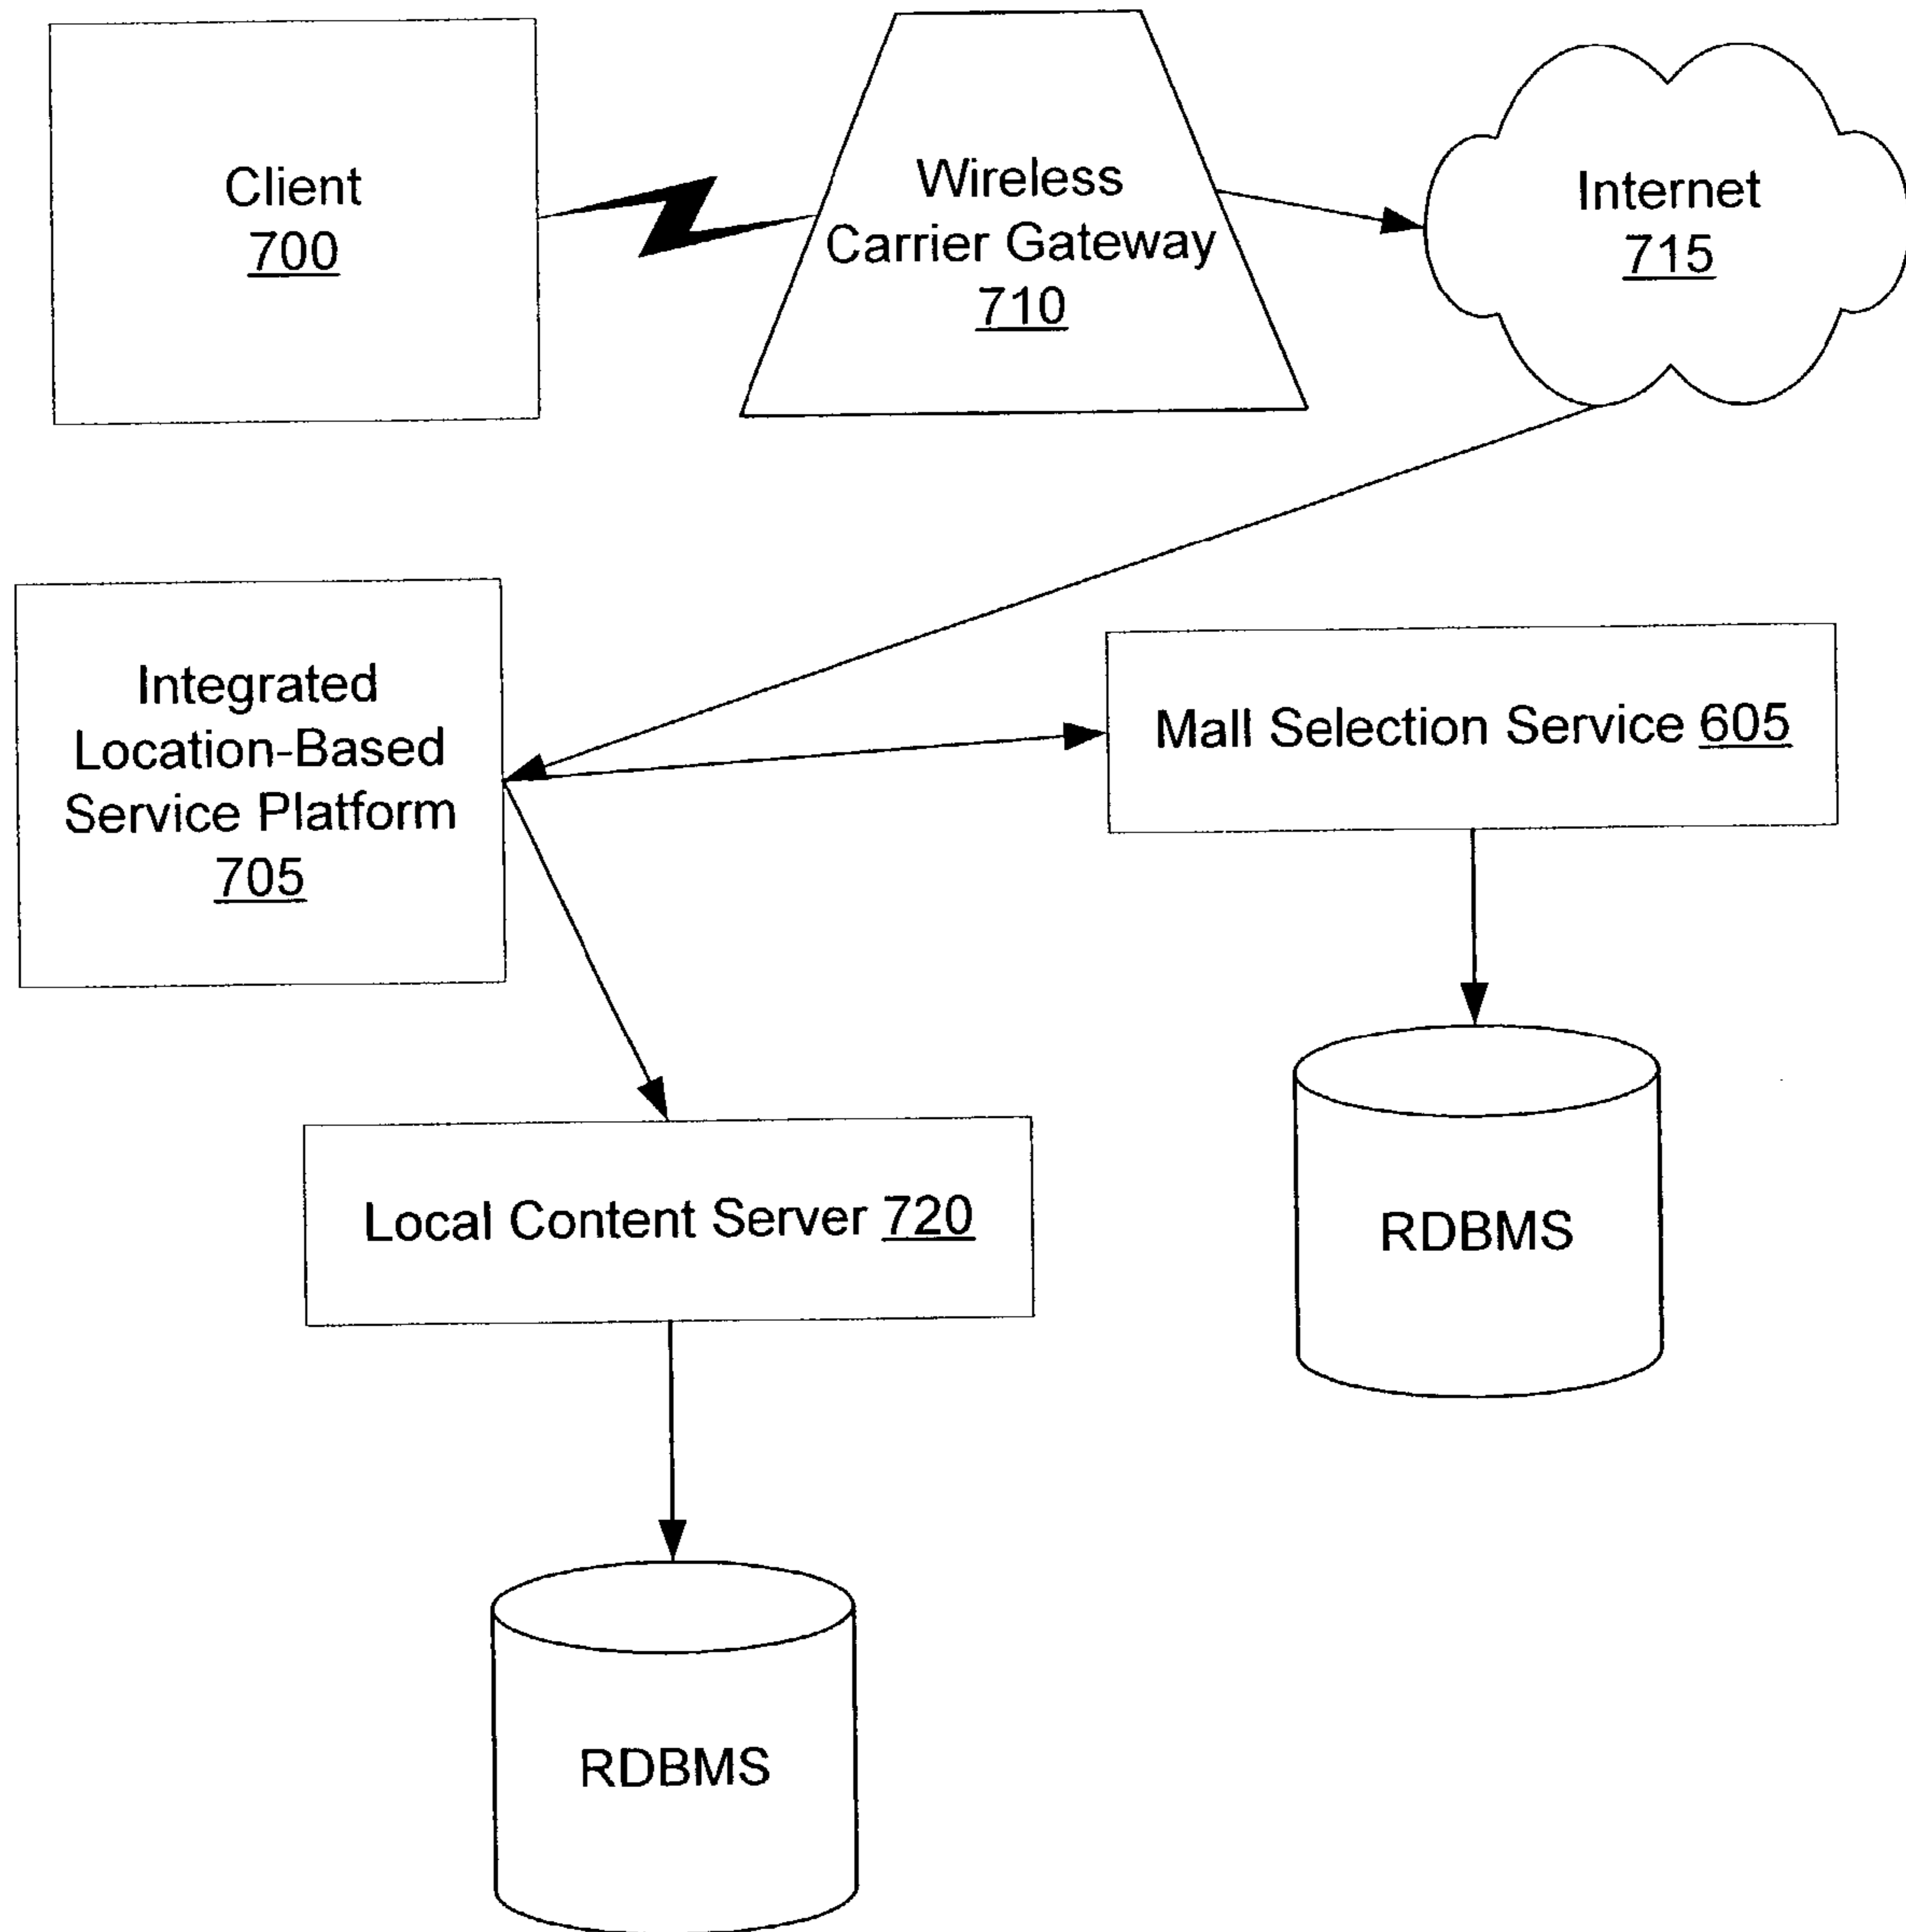 Client
700
Wireless
Carrier Gateway
710
Internet
715
Integrated
Location-Based
Service Platform
705
Mall Selection Service 605
Local Content Server 720
RDBMS
RDBMS